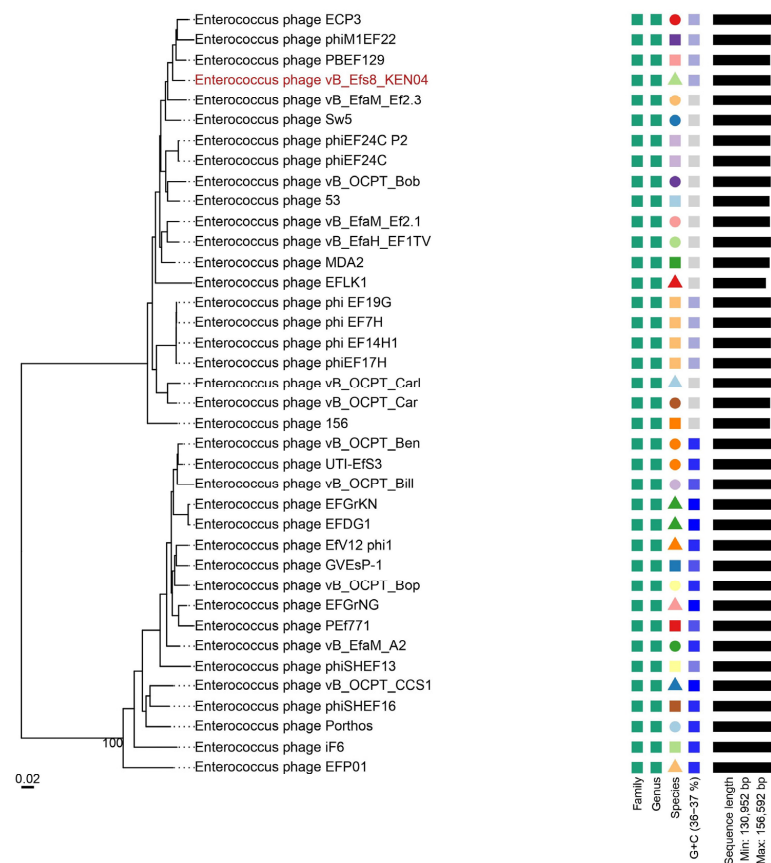 Enterococcus phage ECP3
Enterococcus phage phiM1EF22
Enterococcus phage PBEF129
Enterococcus phage vB_Efs8_KEN04
Enterococcus phage vB_EfaM_Ef2.3
Enterococcus phage Sw5
Enterococcus phage phiEF24C P2
Enterococcus phage phiEF24C
Enterococcus phage vB_OCPT_Bob
Enterococcus phage 53
Enterococcus phage vB_EfaM_Ef2.1
Enterococcus phage vB_EfaH_EF1TV
Enterococcus phage MDA2
Enterococcus phage EFLK1
Enterococcus phage phi EF19G
Enterococcus phage phi EF7H
Enterococcus phage phi EF14H1
Enterococcus phage phiEF17H
Enterococcus phage vB_OCPT_Carl
Enterococcus phage vB_OCPT_Car
Enterococcus phage 156
Enterococcus phage vB_OCPT_Ben
Enterococcus phage UTI-EfS3
Enterococcus phage vB_OCPT_Bill
Enterococcus phage EFGrKN
Enterococcus phage EFDG1
Enterococcus phage EfV12 phi1
Enterococcus phage GVEsP-1
Enterococcus phage vB_OCPT_Bop
Enterococcus phage EFGrNG
Enterococcus phage PEf771
Enterococcus phage vB_EfaM_A2
Enterococcus phage phiSHEF13
Enterococcus phage vB_OCPT_CCS1
Enterococcus phage phiSHEF16
Enterococcus phage Porthos
Enterococcus phage iF6
Enterococcus phage EFP01
100
0.02
Family
Genus
Species
G+C (36–37 %)
Sequence length
Min: 130,952 bp
Max: 156,592 bp